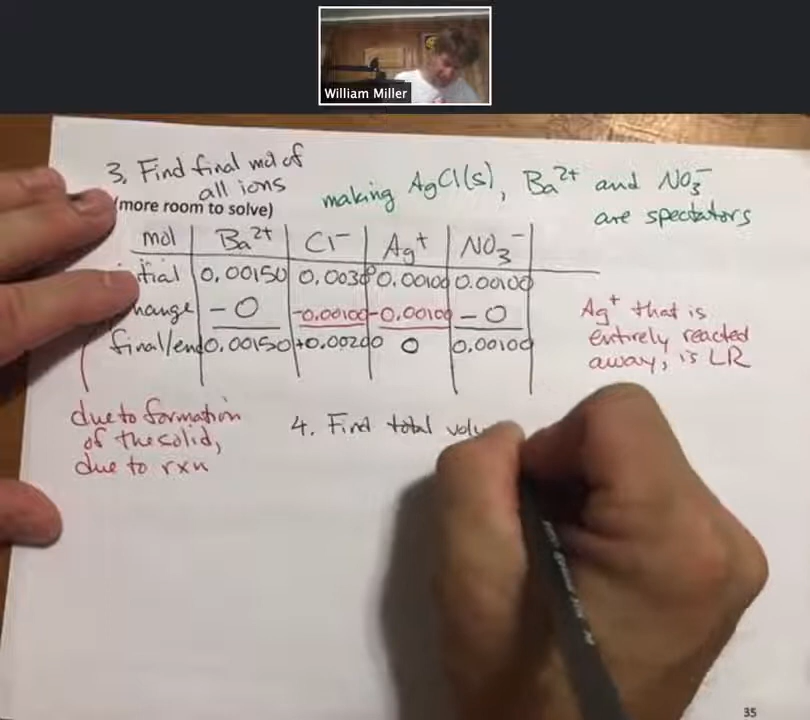 William Miller
3. Find final mol of
all ions
(more room to solve)
making AgCl(s), Ba²⁺ and NO₃⁻
are spectators
mol | Ba²⁺ | Cl⁻ | Ag⁺ | NO₃⁻
0.00150 | 0.00300 | 0.00100 | 0.00100
- 0 | -0.00100 | -0.00100 | - 0
final/end 0.00150 | +0.00200 | 0 | 0.00100
Ag⁺ that is
entirely reacted
away, is LR
due to formation
of the solid,
due to rxn
4. Find total
35